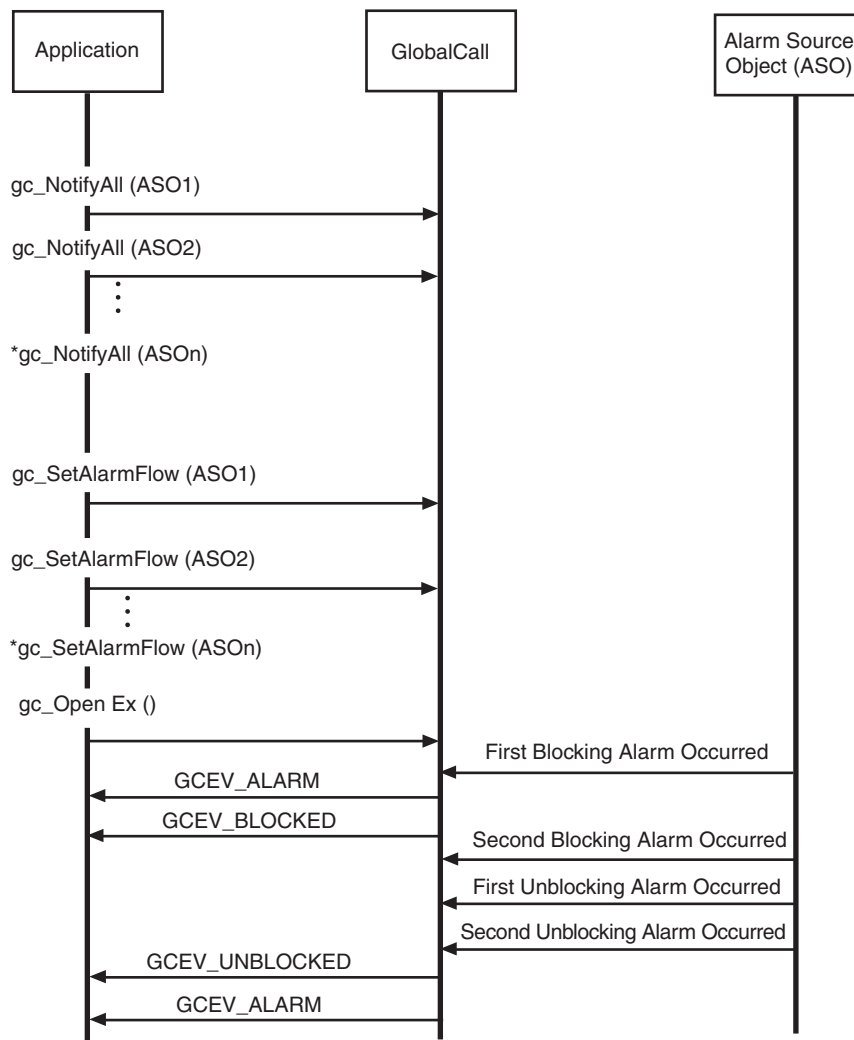 Application
GlobalCall
Alarm Source
Object (ASO)
gc_NotifyAll (ASO1)
gc_NotifyAll (ASO2)
*gc_NotifyAll (ASOn)
gc_SetAlarmFlow (ASO1)
gc_SetAlarmFlow (ASO2)
*gc_SetAlarmFlow (ASOn)
gc_Open Ex ()
First Blocking Alarm Occurred
GCEV_ALARM
GCEV_BLOCKED
Second Blocking Alarm Occurred
First Unblocking Alarm Occurred
Second Unblocking Alarm Occurred
GCEV_UNBLOCKED
GCEV_ALARM